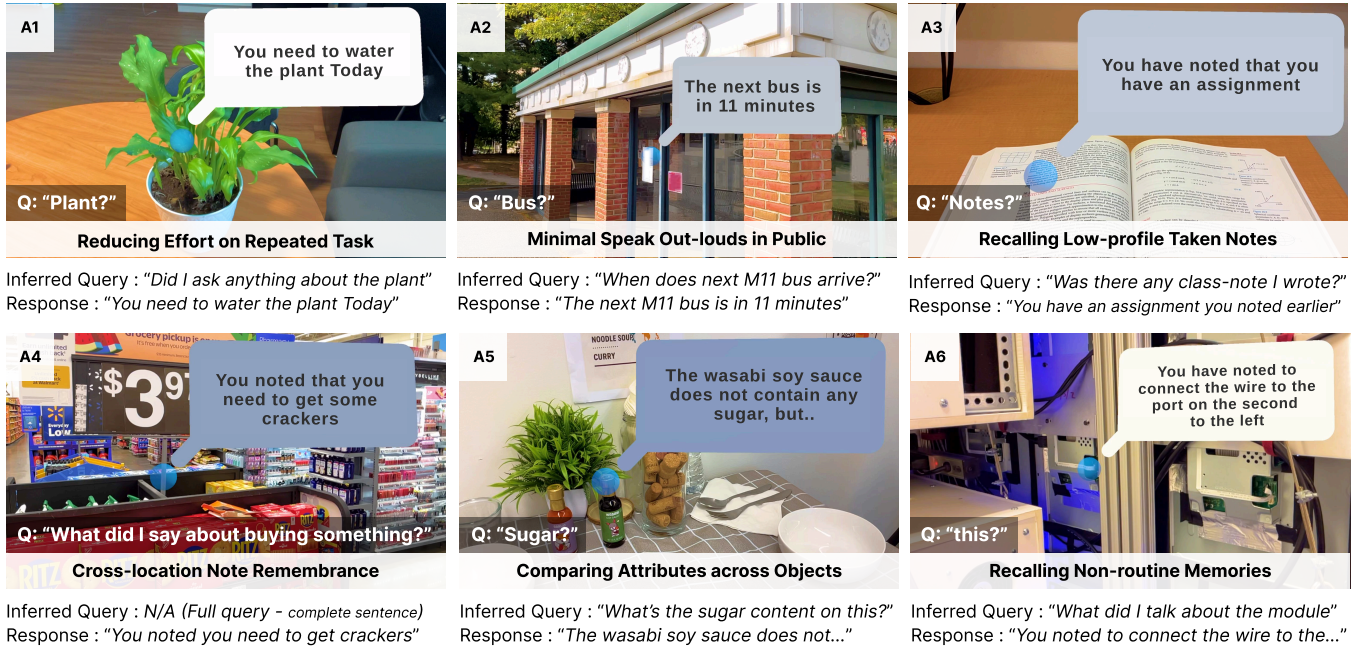 A1
You need to water
the plant Today
Q: “Plant?”
Reducing Effort on Repeated Task
Inferred Query : “Did I ask anything about the plant”
Response : “You need to water the plant Today”
A2
The next bus is
in 11 minutes
Q: “Bus?”
Minimal Speak Out-louds in Public
Inferred Query : “When does next M11 bus arrive?”
Response : “The next M11 bus is in 11 minutes”
A3
You have noted that you
have an assignment
Q: “Notes?”
Recalling Low-profile Taken Notes
Inferred Query : “Was there any class-note I wrote?”
Response : “You have an assignment you noted earlier”
A4
Grocery pickup is
$3.97
Walmart
Every day
Low
You noted that you
need to get some
crackers
RITZ
RITZ
RITZ
Q: “What did I say about buying something?”
Cross-location Note Remembrance
Inferred Query : N/A (Full query - complete sentence)
Response : “You noted you need to get crackers”
A5
NOODLE SOUP
CURRY
The wasabi soy sauce
does not contain any
sugar, but..
Q: “Sugar?”
Comparing Attributes across Objects
Inferred Query : “What’s the sugar content on this?”
Response : “The wasabi soy sauce does not...”
A6
You have noted to
connect the wire to the
port on the second
to the left
Q: “this?”
Recalling Non-routine Memories
Inferred Query : “What did I talk about the module”
Response : “You noted to connect the wire to the...”